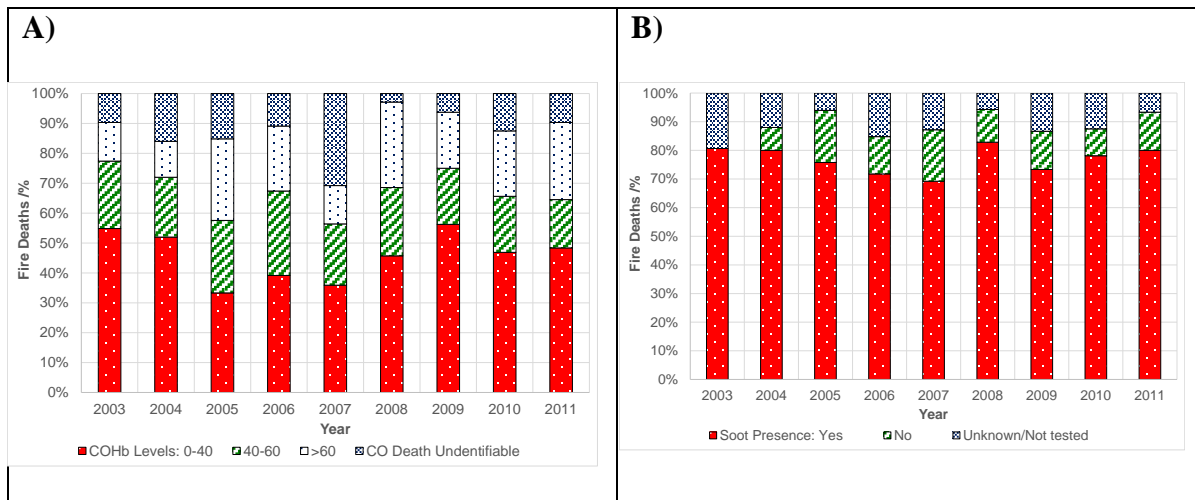 A)
100%
90%
80%
70%
60%
50%
40%
30%
20%
10%
0%
Fire Deaths /%
2003 2004 2005 2006 2007 2008 2009 2010 2011
Year
COHb Levels: 0-40 40-60 >60 CO Death Undentifiable
B)
100%
90%
80%
70%
60%
50%
40%
30%
20%
10%
0%
Fire Deaths /%
2003 2004 2005 2006 2007 2008 2009 2010 2011
Year
Soot Presence: Yes No Unknown/Not tested